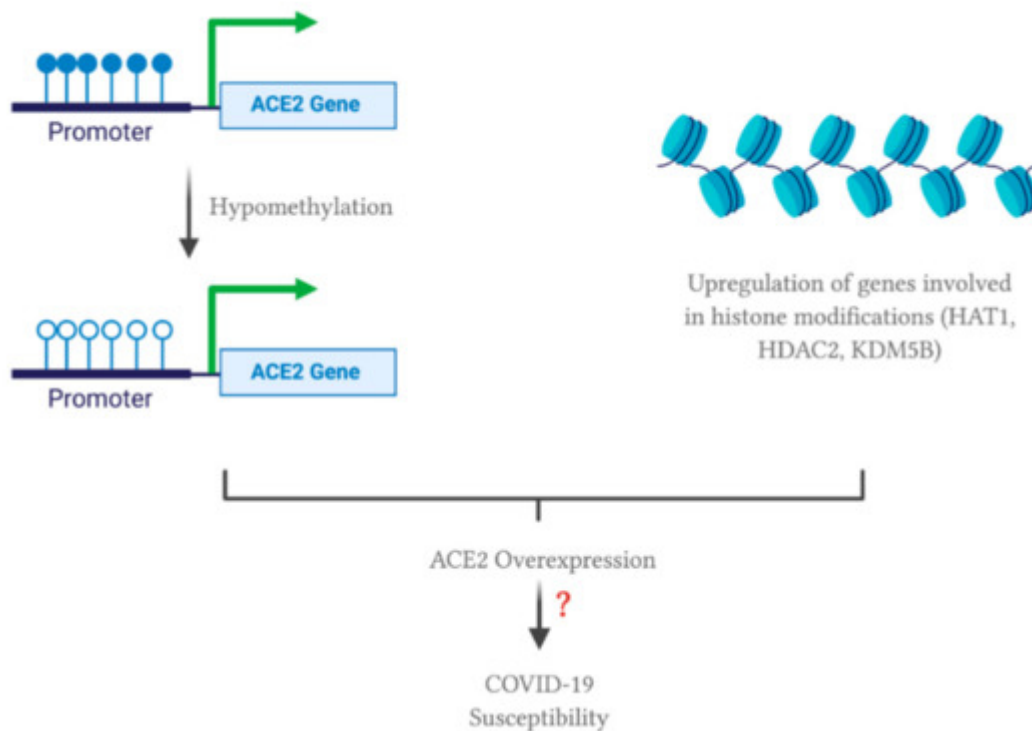 ACE2 Gene
Promoter
Hypomethylation
ACE2 Gene
Promoter
Upregulation of genes involved
in histone modifications (HAT1,
HDAC2, KDM5B)
ACE2 Overexpression
?
COVID-19
Susceptibility